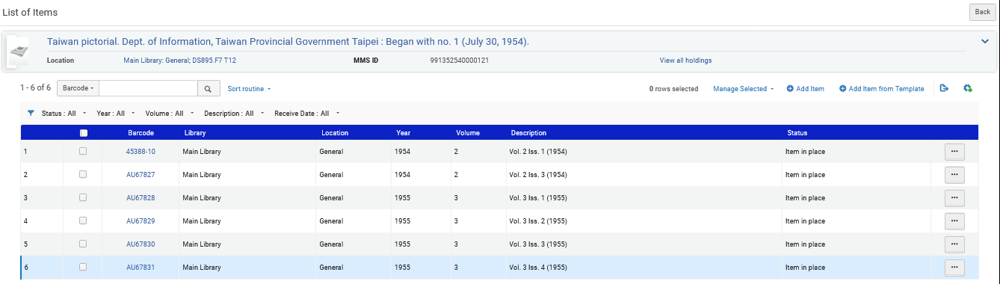 List of Items
Back
Taiwan pictorial. Dept. of Information, Taiwan Provincial Government Taipei : Began with no. 1 (July 30, 1954).
Location Main Library: General; DS895.F7 T12 MMS ID 991352540000121 View all holdings
1 - 6 of 6 Barcode Sort routine 0 rows selected Manage Selected Add Item Add Item from Template
Status : All Year : All Volume : All Description : All Receive Date : All
Barcode Library Location Year Volume Description Status
1 45388-10 Main Library General 1954 2 Vol. 2 Iss. 1 (1954) Item in place ...
2 AU67827 Main Library General 1954 2 Vol. 2 Iss. 3 (1954) Item in place ...
3 AU67828 Main Library General 1955 3 Vol. 3 Iss. 1 (1955) Item in place ...
4 AU67829 Main Library General 1955 3 Vol. 3 Iss. 2 (1955) Item in place ...
5 AU67830 Main Library General 1955 3 Vol. 3 Iss. 3 (1955) Item in place ...
6 AU67831 Main Library General 1955 3 Vol. 3 Iss. 4 (1955) Item in place ...